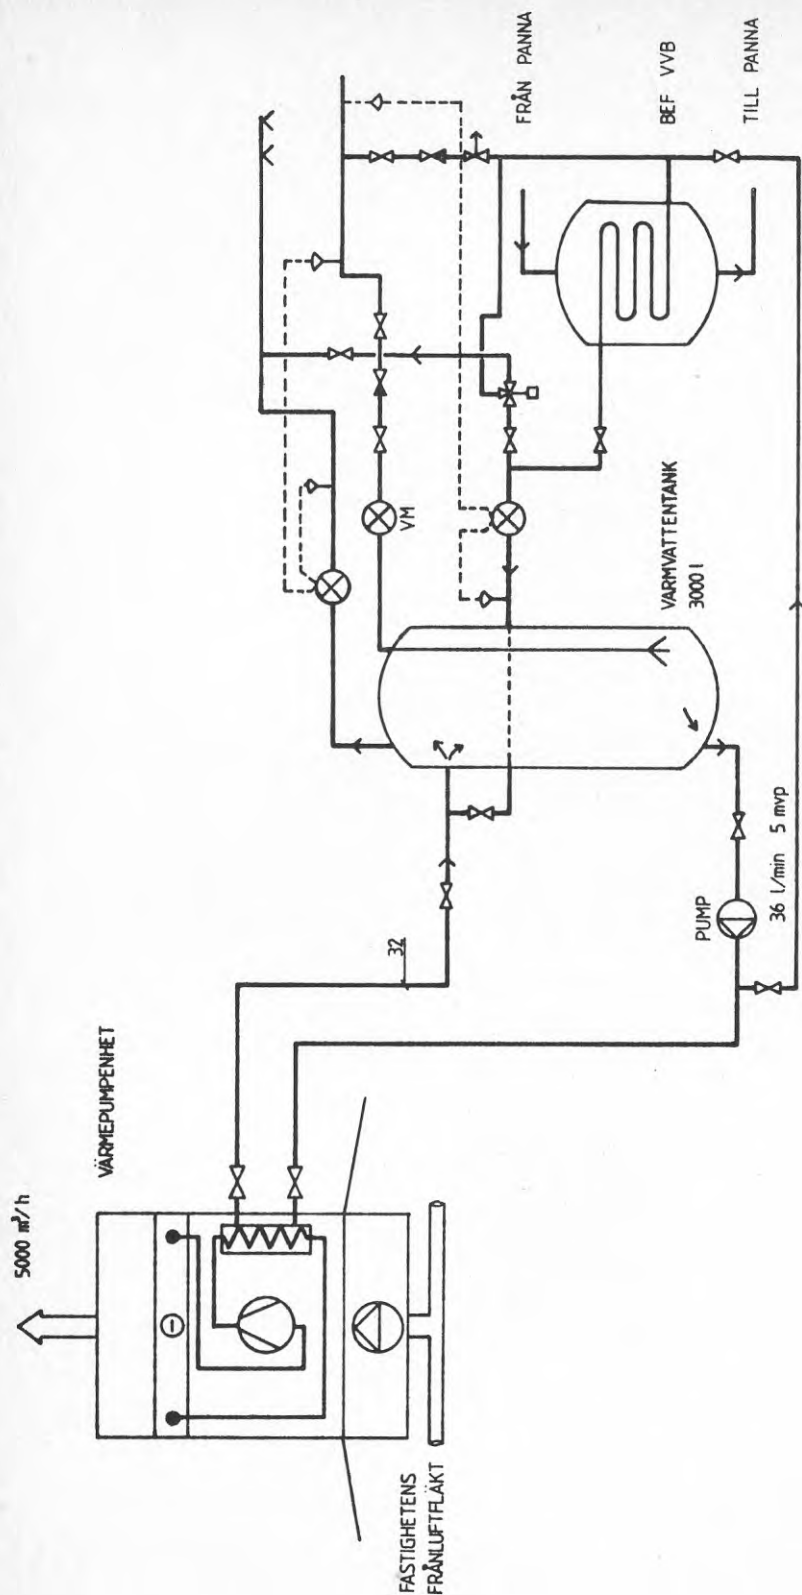 5000 m³/h
VÄRMEPUMPENHET
FASTIGHETENS
FRÅNLUFTFLÄKT
32
PUMP
36 l/min 5 mvp
VARMVATTENTANK
3000 l
VM
FRÅN PANNA
BEF VVB
TILL PANNA